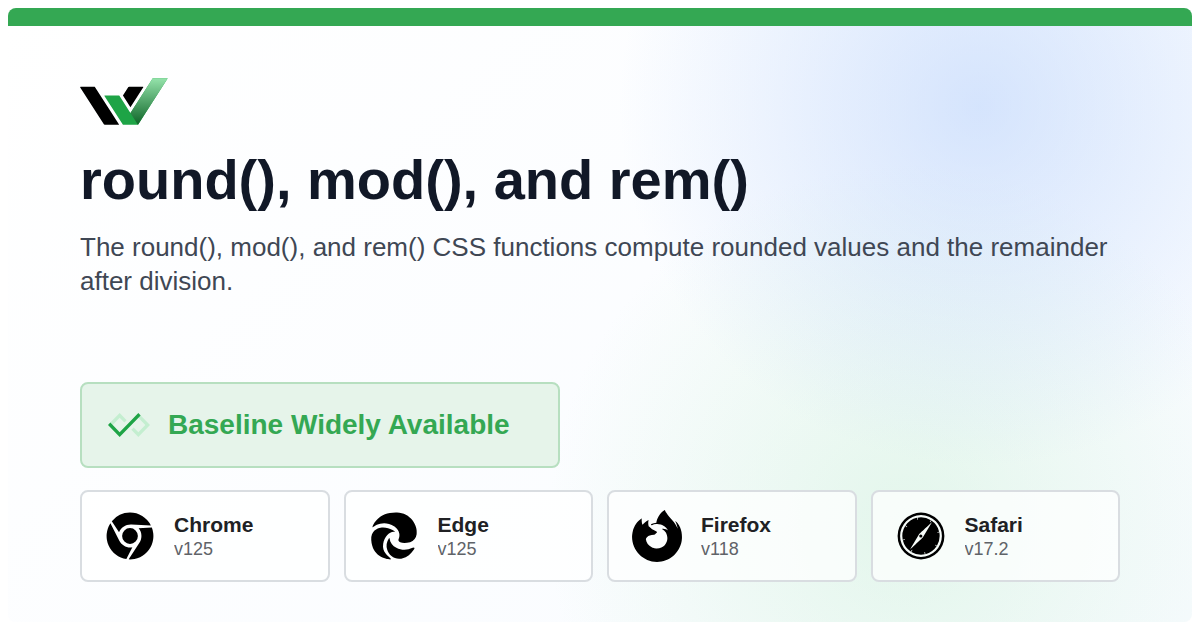 round(), mod(), and rem()
The round(), mod(), and rem() CSS functions compute rounded values and the remainder
after division.
Baseline Widely Available
Chrome
v125
Edge
v125
Firefox
v118
Safari
v17.2